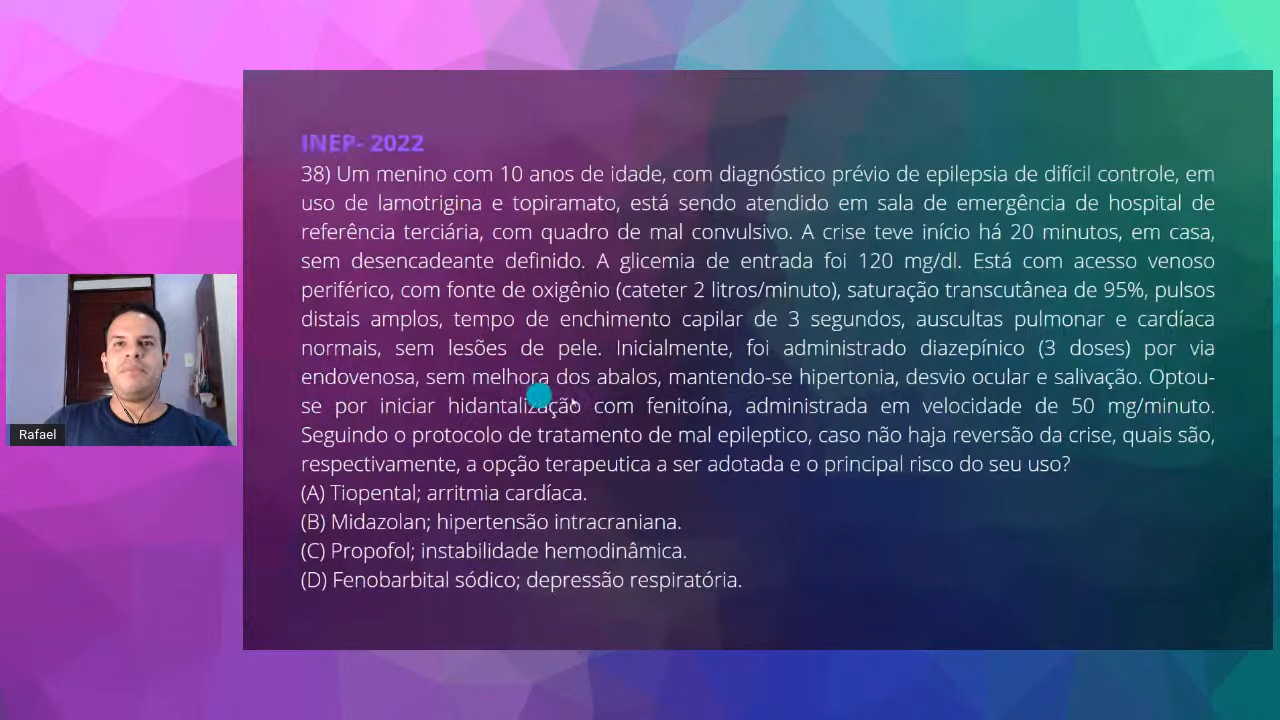 INEP- 2022
38) Um menino com 10 anos de idade, com diagnóstico prévio de epilepsia de difícil controle, em
uso de lamotrigina e topiramato, está sendo atendido em sala de emergência de hospital de
referência terciária, com quadro de mal convulsivo. A crise teve início há 20 minutos, em casa,
sem desencadeante definido. A glicemia de entrada foi 120 mg/dl. Está com acesso venoso
periférico, com fonte de oxigênio (cateter 2 litros/minuto), saturação transcutânea de 95%, pulsos
distais amplos, tempo de enchimento capilar de 3 segundos, auscultas pulmonar e cardíaca
normais, sem lesões de pele. Inicialmente, foi administrado diazepínico (3 doses) por via
endovenosa, sem melhora dos abalos, mantendo-se hipertonia, desvio ocular e salivação. Optou-
se por iniciar hidantalização com fenitoína, administrada em velocidade de 50 mg/minuto.
Seguindo o protocolo de tratamento de mal epileptico, caso não haja reversão da crise, quais são,
respectivamente, a opção terapeutica a ser adotada e o principal risco do seu uso?
(A) Tiopental; arritmia cardíaca.
(B) Midazolan; hipertensão intracraniana.
(C) Propofol; instabilidade hemodinâmica.
(D) Fenobarbital sódico; depressão respiratória.
Rafael